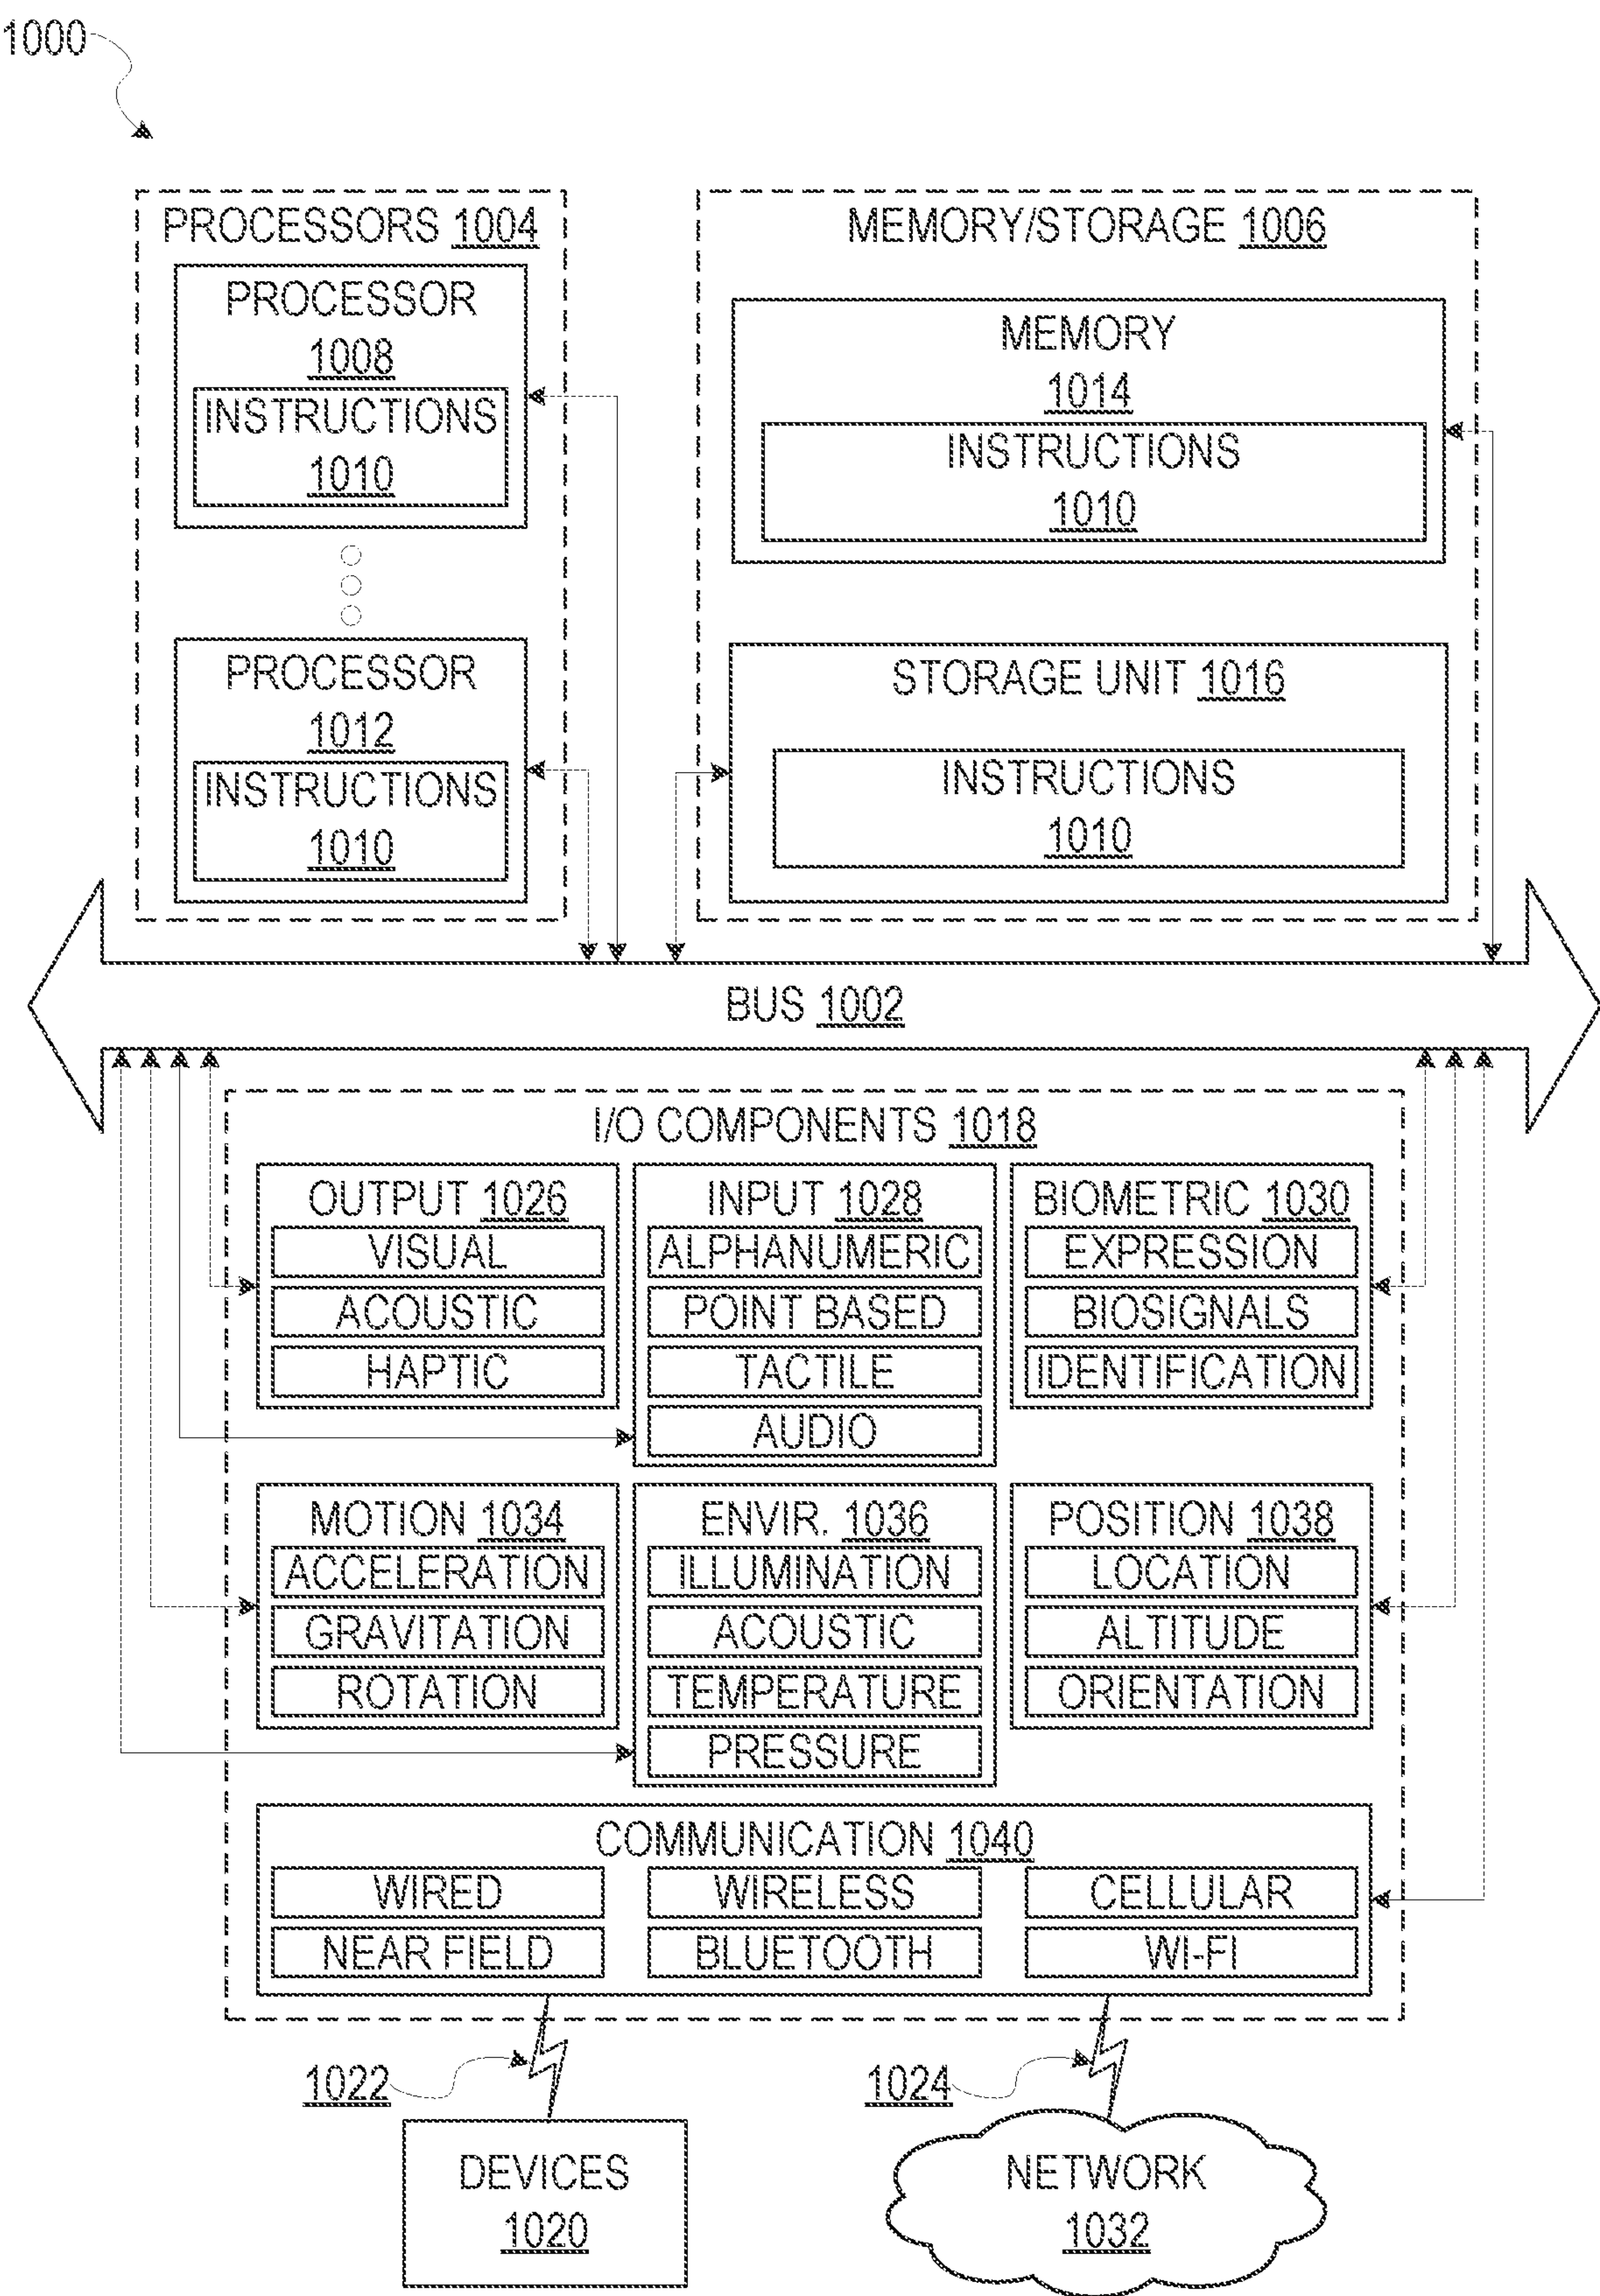 1000
PROCESSORS 1004
PROCESSOR
1008
INSTRUCTIONS
1010
PROCESSOR
1012
INSTRUCTIONS
1010
MEMORY/STORAGE 1006
MEMORY
1014
INSTRUCTIONS
1010
STORAGE UNIT 1016
INSTRUCTIONS
1010
BUS 1002
I/O COMPONENTS 1018
OUTPUT 1026
VISUAL
ACOUSTIC
HAPTIC
INPUT 1028
ALPHANUMERIC
POINT BASED
TACTILE
AUDIO
BIOMETRIC 1030
EXPRESSION
BIOSIGNALS
IDENTIFICATION
MOTION 1034
ACCELERATION
GRAVITATION
ROTATION
ENVIR. 1036
ILLUMINATION
ACOUSTIC
TEMPERATURE
PRESSURE
POSITION 1038
LOCATION
ALTITUDE
ORIENTATION
COMMUNICATION 1040
WIRED
WIRELESS
CELLULAR
NEAR FIELD
BLUETOOTH
WI-FI
1022
1024
DEVICES
1020
NETWORK
1032